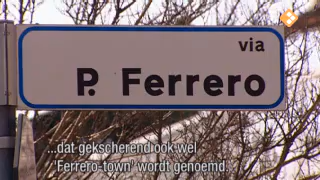 via
P. Ferrero
...dat gekscherend ook wel
'Ferrero-town' wordt genoemd.